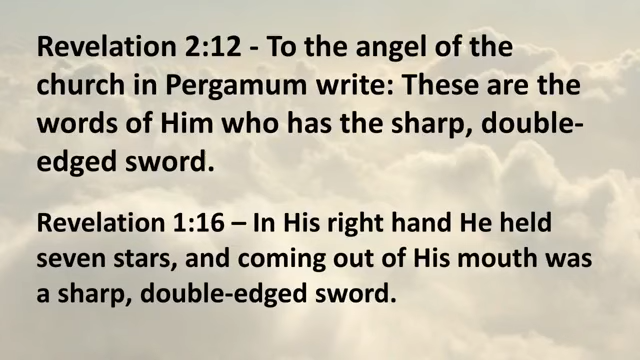 Revelation 2:12 - To the angel of the
church in Pergamum write: These are the
words of Him who has the sharp, double-
edged sword.
Revelation 1:16 – In His right hand He held
seven stars, and coming out of His mouth was
a sharp, double-edged sword.